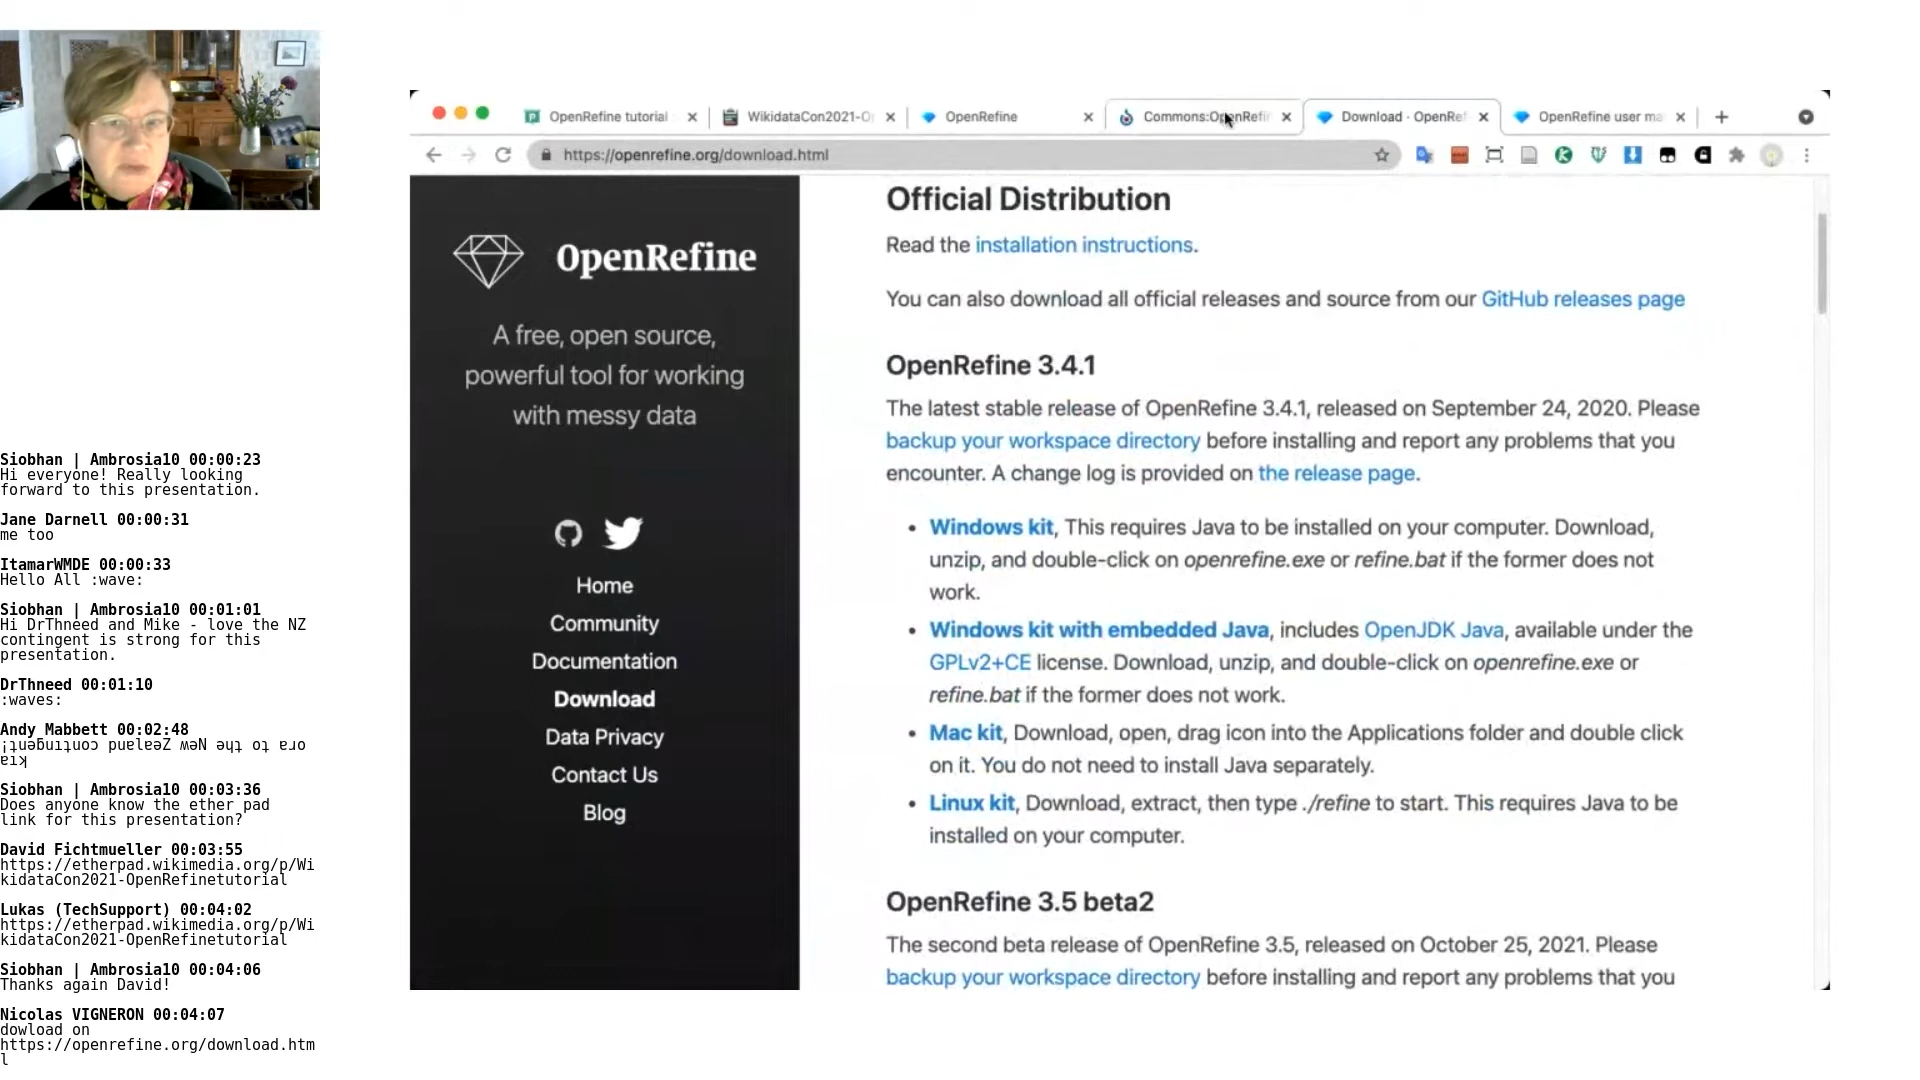 OpenRefine tutorial
WikidataCon2021-O
OpenRefine
Commons:OpenRefi
Download · OpenRef
OpenRefine user ma
https://openrefine.org/download.html
OpenRefine
A free, open source,
powerful tool for working
with messy data
Home
Community
Documentation
Download
Data Privacy
Contact Us
Blog
Official Distribution
Read the installation instructions.
You can also download all official releases and source from our GitHub releases page
OpenRefine 3.4.1
The latest stable release of OpenRefine 3.4.1, released on September 24, 2020. Please
backup your workspace directory before installing and report any problems that you
encounter. A change log is provided on the release page.
• Windows kit, This requires Java to be installed on your computer. Download,
unzip, and double-click on openrefine.exe or refine.bat if the former does not
work.
• Windows kit with embedded Java, includes OpenJDK Java, available under the
GPLv2+CE license. Download, unzip, and double-click on openrefine.exe or
refine.bat if the former does not work.
• Mac kit, Download, open, drag icon into the Applications folder and double click
on it. You do not need to install Java separately.
• Linux kit, Download, extract, then type ./refine to start. This requires Java to be
installed on your computer.
OpenRefine 3.5 beta2
The second beta release of OpenRefine 3.5, released on October 25, 2021. Please
backup your workspace directory before installing and report any problems that you
Siobhan | Ambrosia10 00:00:23
Hi everyone! Really looking
forward to this presentation.
Jane Darnell 00:00:31
me too
ItamarWMDE 00:00:33
Hello All :wave:
Siobhan | Ambrosia10 00:01:01
Hi DrThneed and Mike - love the NZ
contingent is strong for this
presentation.
DrThneed 00:01:10
:waves:
Andy Mabbett 00:02:48
¡ʇuǝƃuᴉʇuoɔ puɐlɐǝZ ʍǝN ǝɥʇ oʇ ɐɹo
ɐᴉʞ
Siobhan | Ambrosia10 00:03:36
Does anyone know the ether pad
link for this presentation?
David Fichtmueller 00:03:55
https://etherpad.wikimedia.org/p/Wi
kidataCon2021-OpenRefinetutorial
Lukas (TechSupport) 00:04:02
https://etherpad.wikimedia.org/p/Wi
kidataCon2021-OpenRefinetutorial
Siobhan | Ambrosia10 00:04:06
Thanks again David!
Nicolas VIGNERON 00:04:07
dowload on
https://openrefine.org/download.htm
l